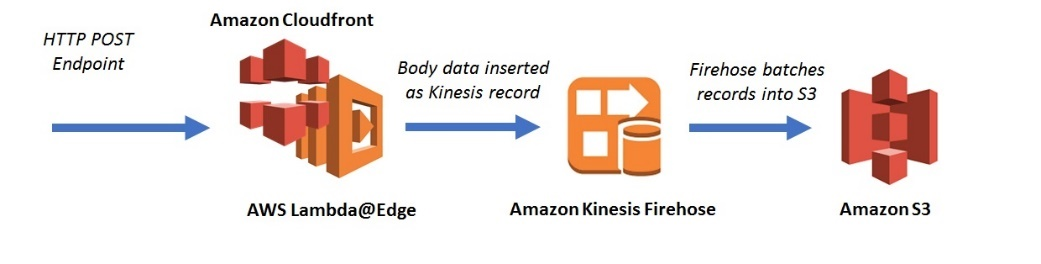 Amazon Cloudfront
HTTP POST
Endpoint
Body data inserted
as Kinesis record
Firehose batches
records into S3
AWS Lambda@Edge
Amazon Kinesis Firehose
Amazon S3